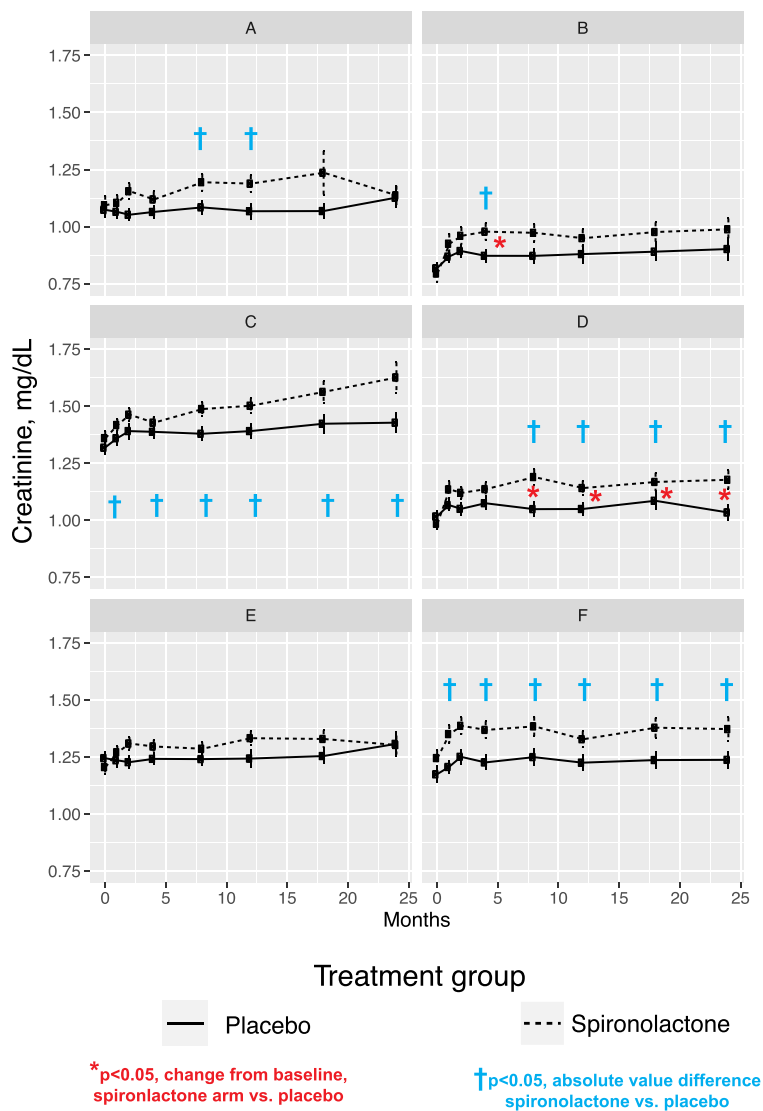 A B
1.75
1.50
1.25
1.00
0.75
† †
†
*
Creatinine, mg/dL
C D
1.75
1.50
1.25
1.00
0.75
† † † † † †
† † † †
* * * *
E F
1.75
1.50
1.25
1.00
0.75
† † † † † †
0 5 10 15 20 25 0 5 10 15 20 25
Months
Treatment group
Placebo Spironolactone
*p<0.05, change from baseline,
spironlactone arm vs. placebo
†p<0.05, absolute value difference
spironolactone vs. placebo